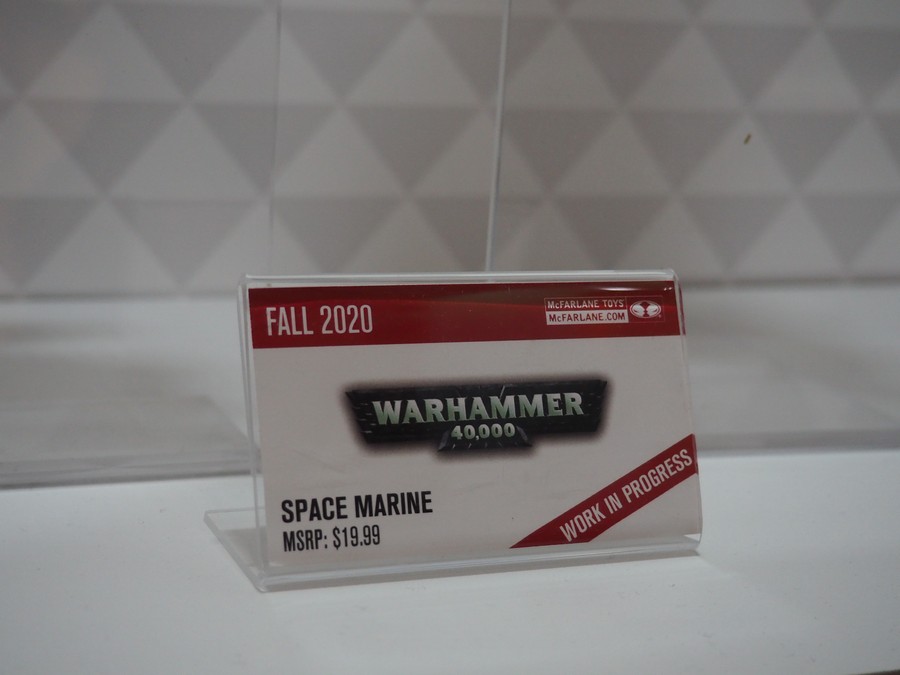 FALL 2020
McFARLANE TOYS
McFARLANE.COM
WARHAMMER
40,000
SPACE MARINE
MSRP: $19.99
WORK IN PROGRESS